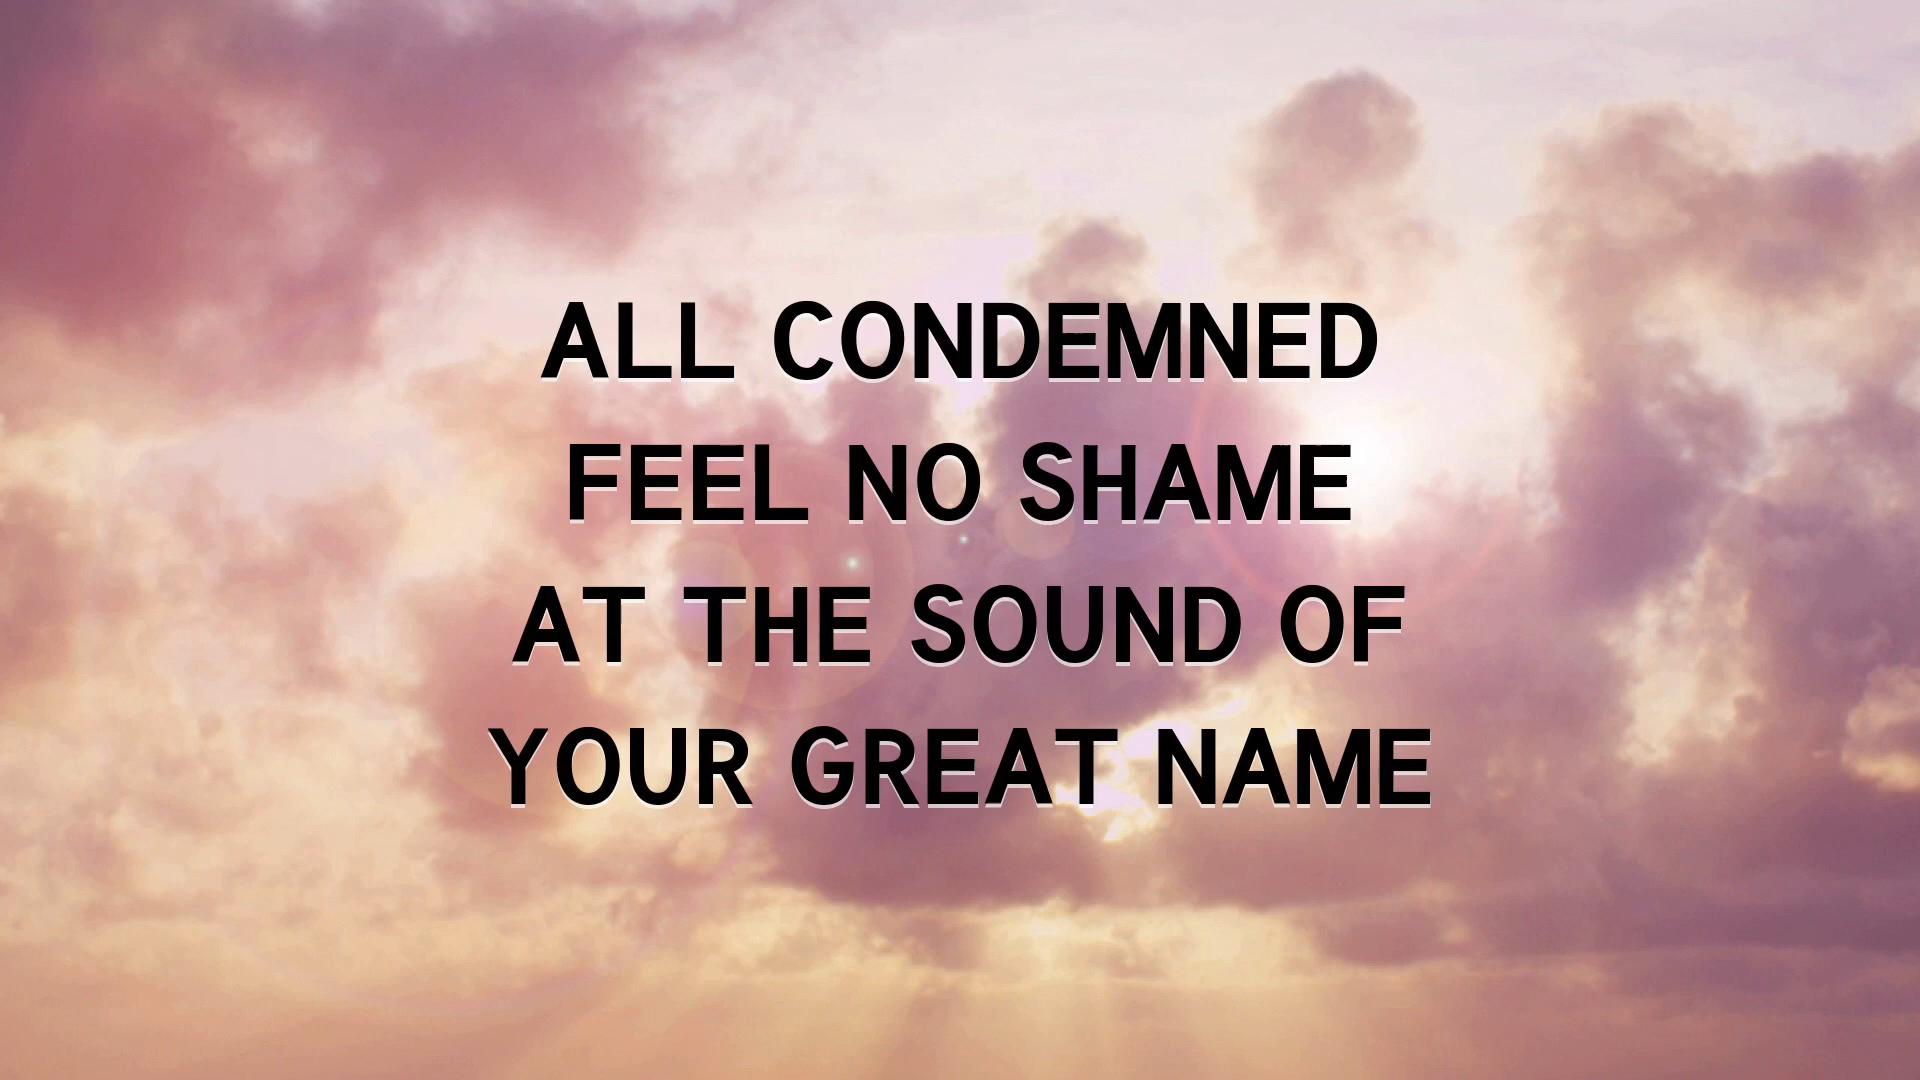 ALL CONDEMNED
FEEL NO SHAME
AT THE SOUND OF
YOUR GREAT NAME